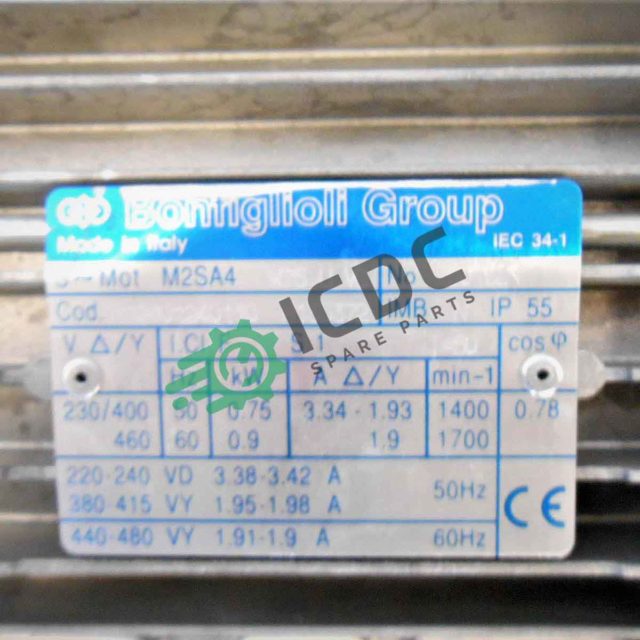 Bonfiglioli Group
Made in Italy IEC 34-1
3~Mot M2SA4 No
Cod. IMB IP 55
V Δ/Y I.Cl S cos φ
Hz kW A Δ/Y min-1
230/400 50 0.75 3.34-1.93 1400 0.78
460 60 0.9 1.9 1700
220-240 VD 3.38-3.42 A
50Hz
380-415 VY 1.95-1.98 A
CE
440-480 VY 1.91-1.9 A 60Hz
ICDC
SPARE PARTS